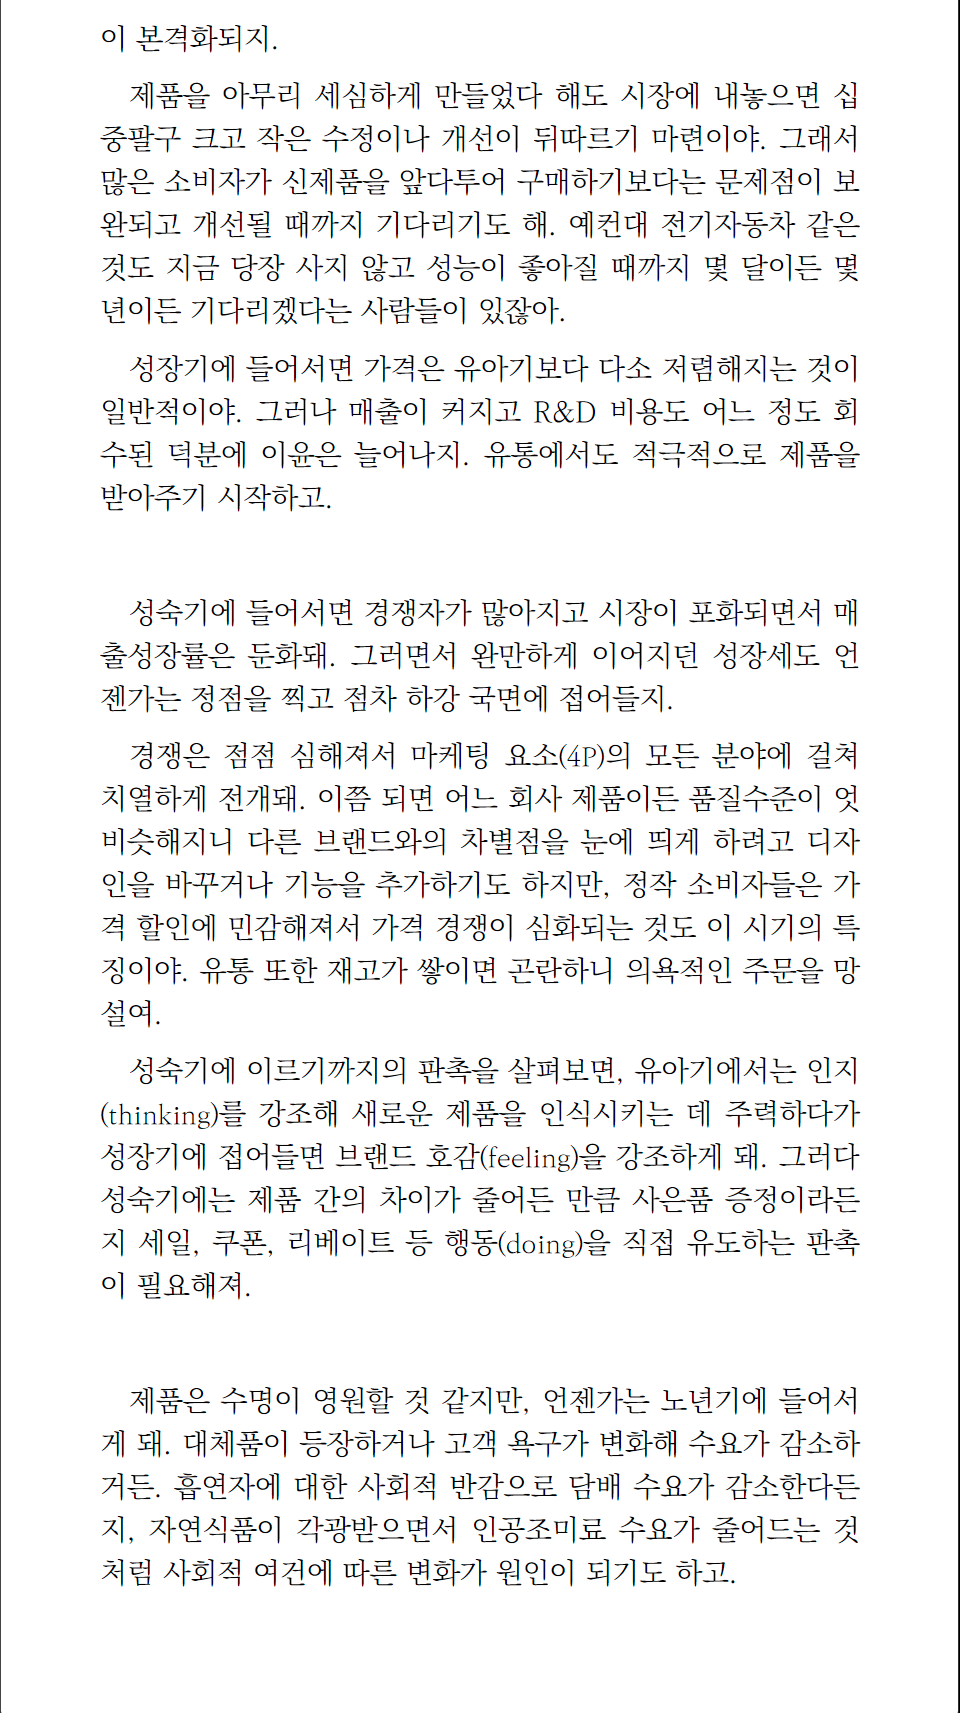 이 본격화되지.
제품을 아무리 세심하게 만들었다 해도 시장에 내놓으면 십
중팔구 크고 작은 수정이나 개선이 뒤따르기 마련이야. 그래서
많은 소비자가 신제품을 앞다투어 구매하기보다는 문제점이 보
완되고 개선될 때까지 기다리기도 해. 예컨대 전기자동차 같은
것도 지금 당장 사지 않고 성능이 좋아질 때까지 몇 달이든 몇
년이든 기다리겠다는 사람들이 있잖아.
성장기에 들어서면 가격은 유아기보다 다소 저렴해지는 것이
일반적이야. 그러나 매출이 커지고 R&D 비용도 어느 정도 회
수된 덕분에 이윤은 늘어나지. 유통에서도 적극적으로 제품을
받아주기 시작하고.
성숙기에 들어서면 경쟁자가 많아지고 시장이 포화되면서 매
출성장률은 둔화돼. 그러면서 완만하게 이어지던 성장세도 언
젠가는 정점을 찍고 점차 하강 국면에 접어들지.
경쟁은 점점 심해져서 마케팅 요소(4P)의 모든 분야에 걸쳐
치열하게 전개돼. 이쯤 되면 어느 회사 제품이든 품질수준이 엇
비슷해지니 다른 브랜드와의 차별점을 눈에 띄게 하려고 디자
인을 바꾸거나 기능을 추가하기도 하지만, 정작 소비자들은 가
격 할인에 민감해져서 가격 경쟁이 심화되는 것도 이 시기의 특
징이야. 유통 또한 재고가 쌓이면 곤란하니 의욕적인 주문을 망
설여.
성숙기에 이르기까지의 판촉을 살펴보면, 유아기에서는 인지
(thinking)를 강조해 새로운 제품을 인식시키는 데 주력하다가
성장기에 접어들면 브랜드 호감(feeling)을 강조하게 돼. 그러다
성숙기에는 제품 간의 차이가 줄어든 만큼 사은품 증정이라든
지 세일, 쿠폰, 리베이트 등 행동(doing)을 직접 유도하는 판촉
이 필요해져.
제품은 수명이 영원할 것 같지만, 언젠가는 노년기에 들어서
게 돼. 대체품이 등장하거나 고객 욕구가 변화해 수요가 감소하
거든. 흡연자에 대한 사회적 반감으로 담배 수요가 감소한다든
지, 자연식품이 각광받으면서 인공조미료 수요가 줄어드는 것
처럼 사회적 여건에 따른 변화가 원인이 되기도 하고.